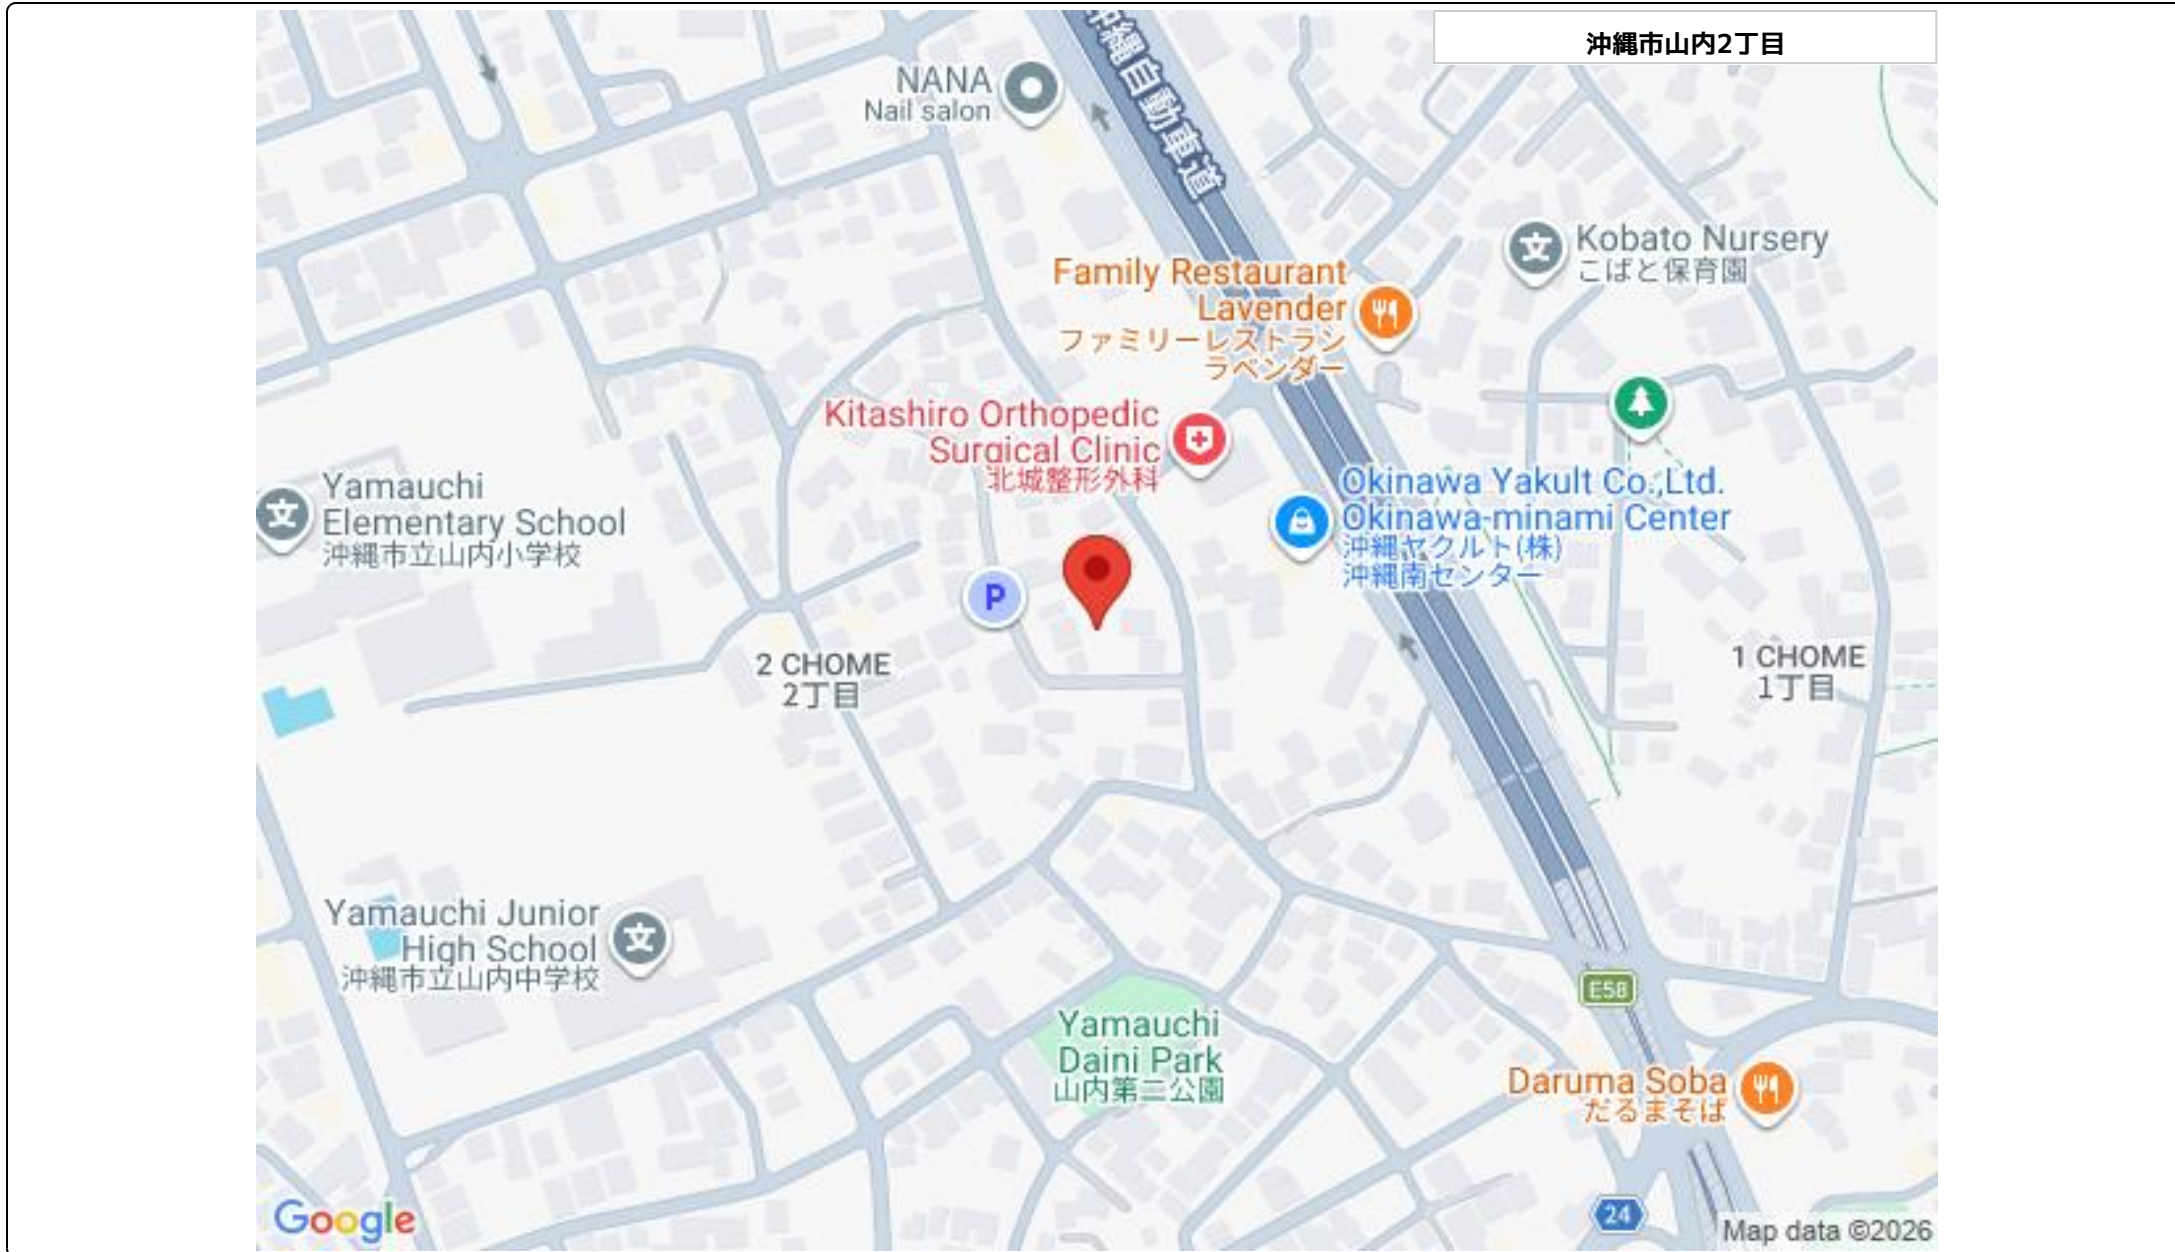 沖縄市山内2丁目
沖縄自動車道
NANA
Nail salon
Kobato Nursery
こばと保育園
Family Restaurant
Lavender
ファミリーレストラン
ラベンダー
Kitashiro Orthopedic
Surgical Clinic
北城整形外科
Yamauchi
Elementary School
沖縄市立山内小学校
Okinawa Yakult Co.,Ltd.
Okinawa-minami Center
沖縄ヤクルト(株)
沖縄南センター
P
2 CHOME
2丁目
1 CHOME
1丁目
Yamauchi Junior
High School
沖縄市立山内中学校
E58
Yamauchi
Daini Park
山内第二公園
Daruma Soba
だるまそば
24
Google
Map data ©2026